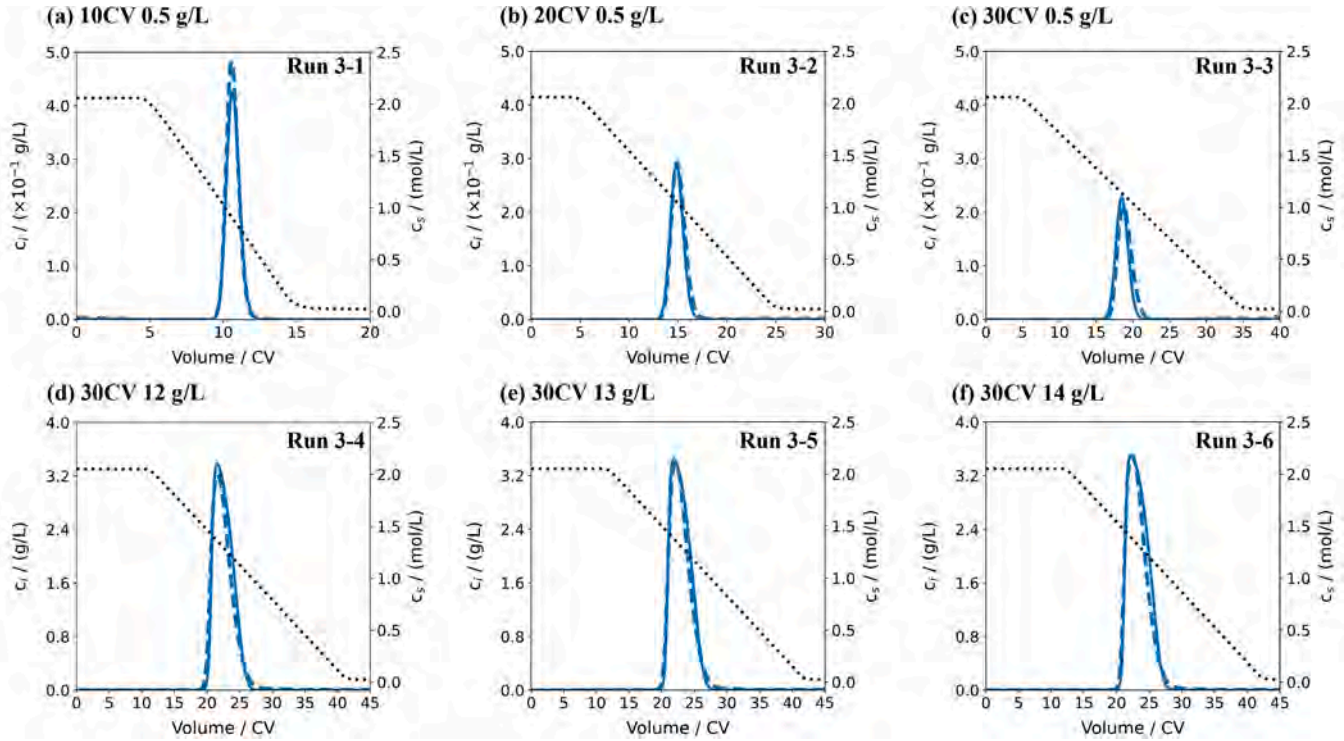 (a) 10CV 0.5 g/L
Run 3-1
c_i / (×10⁻¹ g/L)
5.0
4.0
3.0
2.0
1.0
0.0
0 5 10 15 20
Volume / CV
2.5
2.0
1.5
1.0
0.5
0.0
c_s / (mol/L)
(b) 20CV 0.5 g/L
Run 3-2
c_i / (×10⁻¹ g/L)
5.0
4.0
3.0
2.0
1.0
0.0
0 5 10 15 20 25 30
Volume / CV
2.5
2.0
1.5
1.0
0.5
0.0
c_s / (mol/L)
(c) 30CV 0.5 g/L
Run 3-3
c_i / (×10⁻¹ g/L)
5.0
4.0
3.0
2.0
1.0
0.0
0 5 10 15 20 25 30 35 40
Volume / CV
2.5
2.0
1.5
1.0
0.5
0.0
c_s / (mol/L)
(d) 30CV 12 g/L
Run 3-4
c_i / (g/L)
4.0
3.2
2.4
1.6
0.8
0.0
0 5 10 15 20 25 30 35 40 45
Volume / CV
2.5
2.0
1.5
1.0
0.5
0.0
c_s / (mol/L)
(e) 30CV 13 g/L
Run 3-5
c_i / (g/L)
4.0
3.2
2.4
1.6
0.8
0.0
0 5 10 15 20 25 30 35 40 45
Volume / CV
2.5
2.0
1.5
1.0
0.5
0.0
c_s / (mol/L)
(f) 30CV 14 g/L
Run 3-6
c_i / (g/L)
4.0
3.2
2.4
1.6
0.8
0.0
0 5 10 15 20 25 30 35 40 45
Volume / CV
2.5
2.0
1.5
1.0
0.5
0.0
c_s / (mol/L)